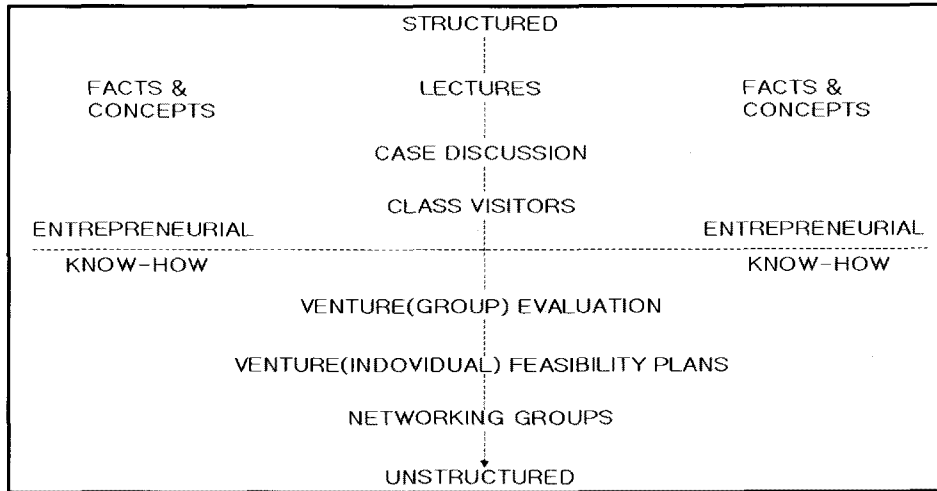 STRUCTURED
FACTS & LECTURES FACTS &
CONCEPTS CONCEPTS
CASE DISCUSSION
CLASS VISITORS
ENTREPRENEURIAL ENTREPRENEURIAL
KNOW-HOW KNOW-HOW
VENTURE(GROUP) EVALUATION
VENTURE(INDOVIDUAL) FEASIBILITY PLANS
NETWORKING GROUPS
UNSTRUCTURED